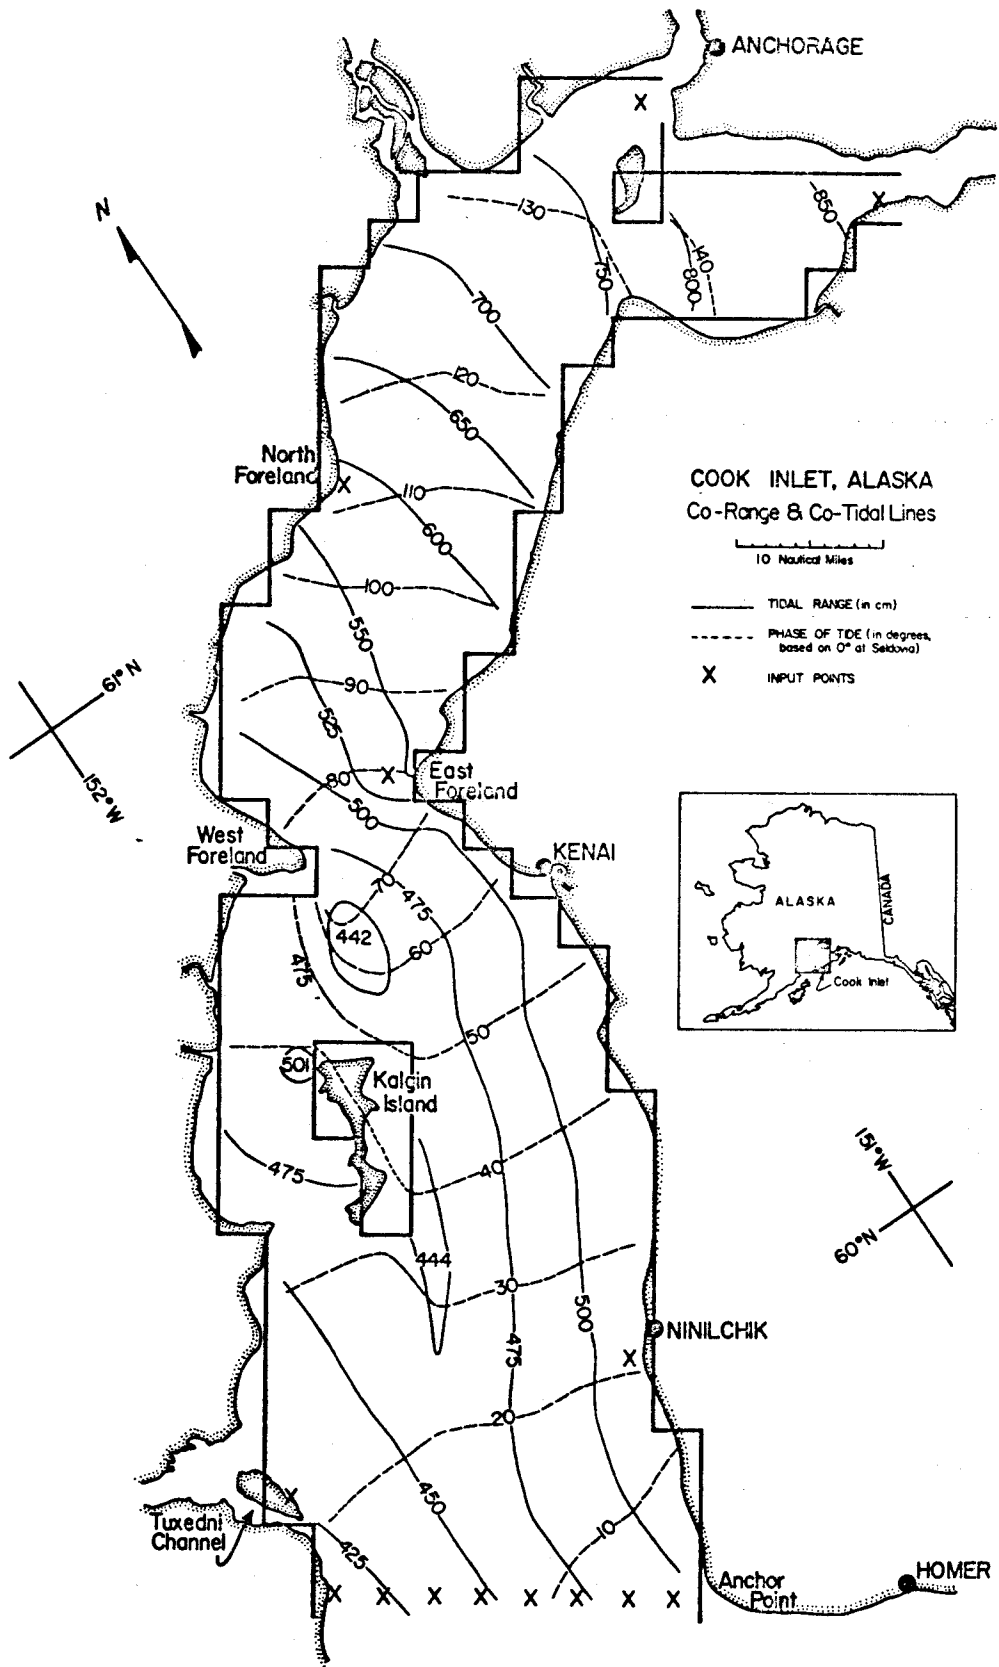 ANCHORAGE
N
130
850
140
750
800
700
120
650
North
Foreland
110
600
COOK INLET, ALASKA
Co-Range & Co-Tidal Lines
10 Nautical Miles
TIDAL RANGE (in cm)
PHASE OF TIDE (in degrees,
based on 0° at Seldovia)
X INPUT POINTS
100
550
61° N
152° W
90
525
80
East
Foreland
500
West
Foreland
KENAI
70
475
442
60
475
ALASKA
CANADA
Cook Inlet
50
501
Kalgin
Island
475
40
151° W
60° N
444
30
500
475
NINILCHIK
20
450
10
Tuxedni
Channel
425
Anchor
Point
HOMER
X X X X X X X X